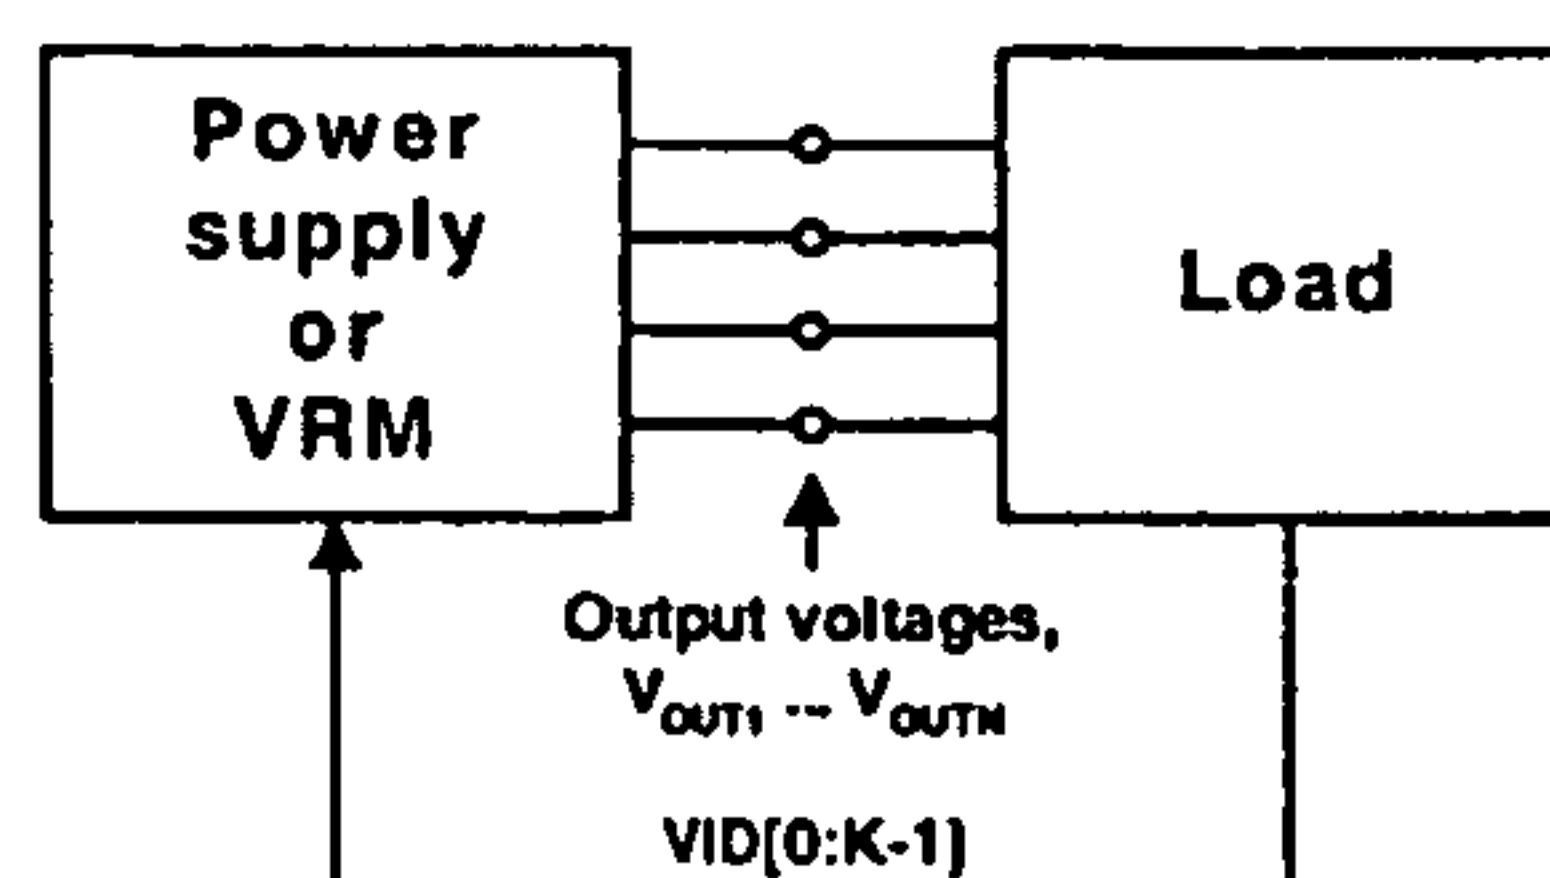 Power
supply
or
VRM
Load
Output voltages,
VOUT1 ... VOUTN
VID[0:K-1]